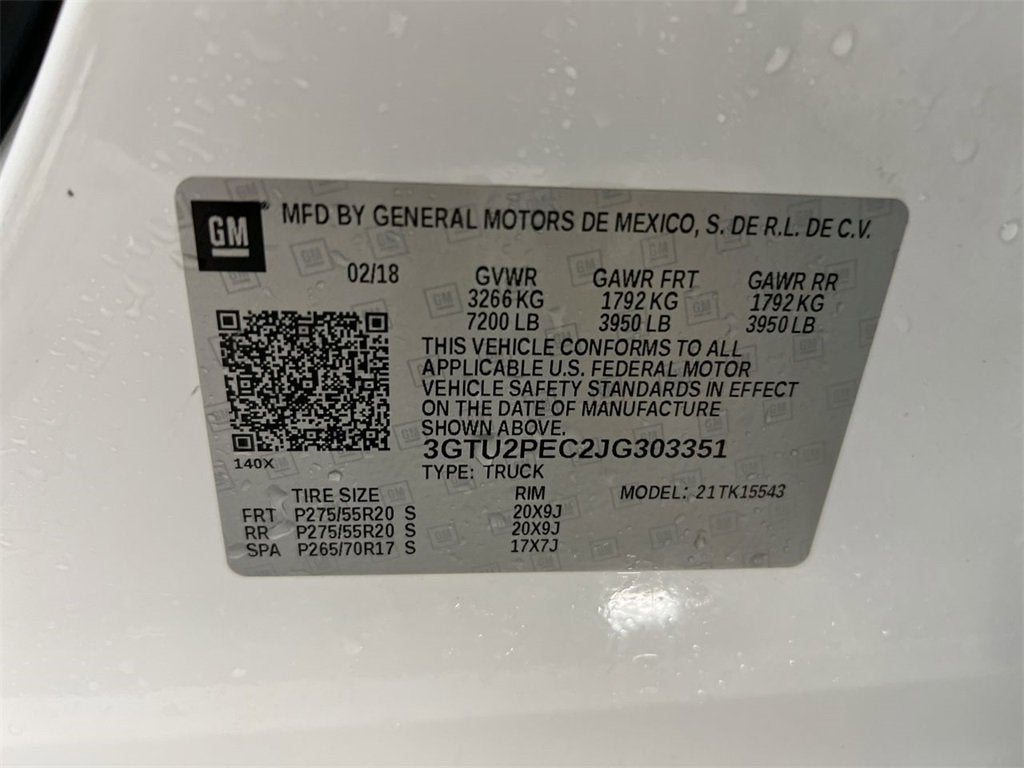 GM
MFD BY GENERAL MOTORS DE MEXICO, S. DE R.L. DE C.V.
02/18 GVWR GAWR FRT GAWR RR
3266 KG 1792 KG 1792 KG
7200 LB 3950 LB 3950 LB
THIS VEHICLE CONFORMS TO ALL
APPLICABLE U.S. FEDERAL MOTOR
VEHICLE SAFETY STANDARDS IN EFFECT
ON THE DATE OF MANUFACTURE
SHOWN ABOVE.
3GTU2PEC2JG303351
140X
TYPE: TRUCK
TIRE SIZE RIM MODEL: 21TK15543
FRT P275/55R20 S 20X9J
RR P275/55R20 S 20X9J
SPA P265/70R17 S 17X7J